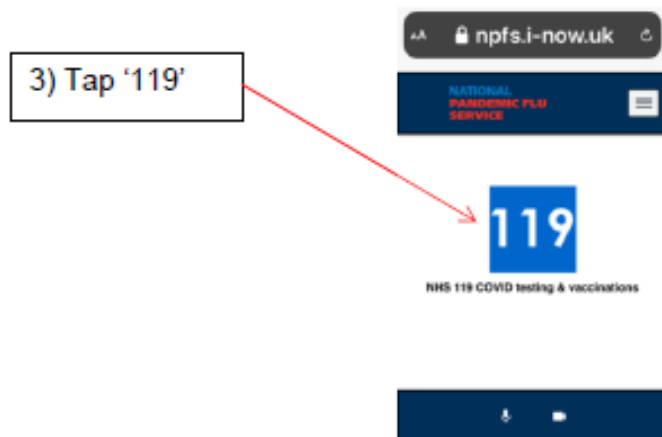 3) Tap ‘119’
AA npfs.i-now.uk
NATIONAL
PANDEMIC FLU
SERVICE
119
NHS 119 COVID testing & vaccinations